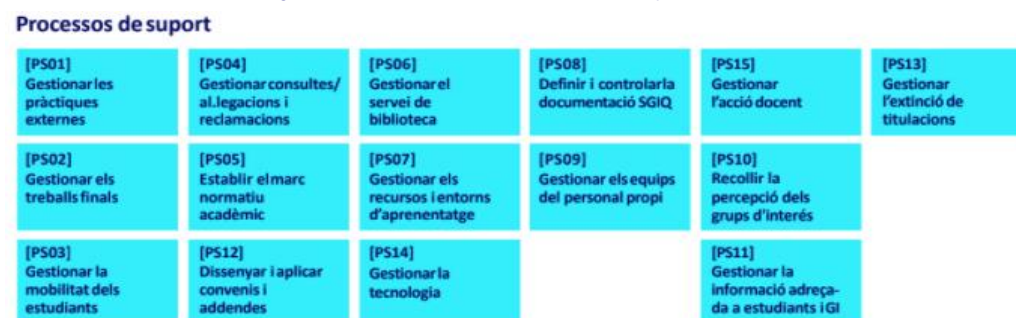 Processos de suport
[PS01]
Gestionar les
pràctiques
externes
[PS04]
Gestionar consultes/
al.legacions i
reclamacions
[PS06]
Gestionar el
servei de
biblioteca
[PS08]
Definir i controlar la
documentació SGIQ
[PS15]
Gestionar
l'acció docent
[PS13]
Gestionar
l'extinció de
titulacions
[PS02]
Gestionar els
treballs finals
[PS05]
Establir el marc
normatiu
acadèmic
[PS07]
Gestionar els
recursos i entorns
d'aprenentatge
[PS09]
Gestionar els equips
del personal propi
[PS10]
Recollir la
percepció dels
grups d'interés
[PS03]
Gestionar la
mobilitat dels
estudiants
[PS12]
Dissenyar i aplicar
convenis i
addendes
[PS14]
Gestionar la
tecnologia
[PS11]
Gestionar la
informació adreça-
da a estudiants i GI